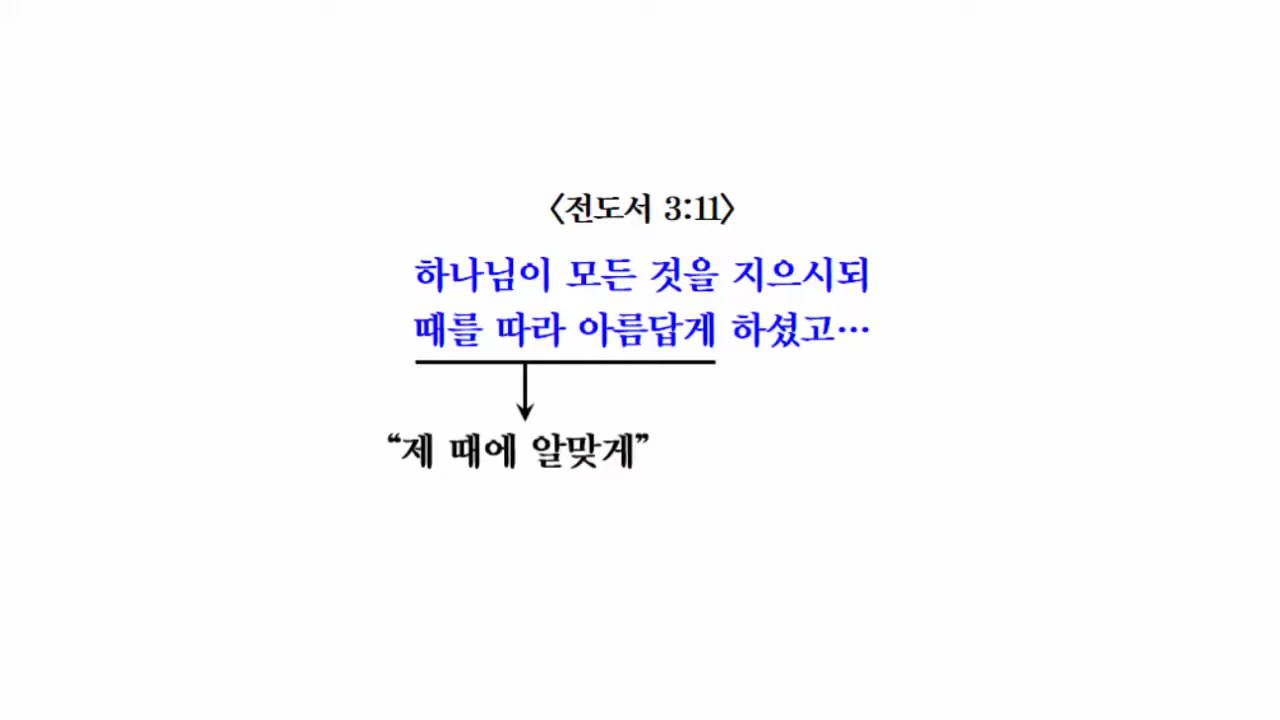 〈전도서 3:11〉
하나님이 모든 것을 지으시되
때를 따라 아름답게 하셨고…
“제 때에 알맞게”